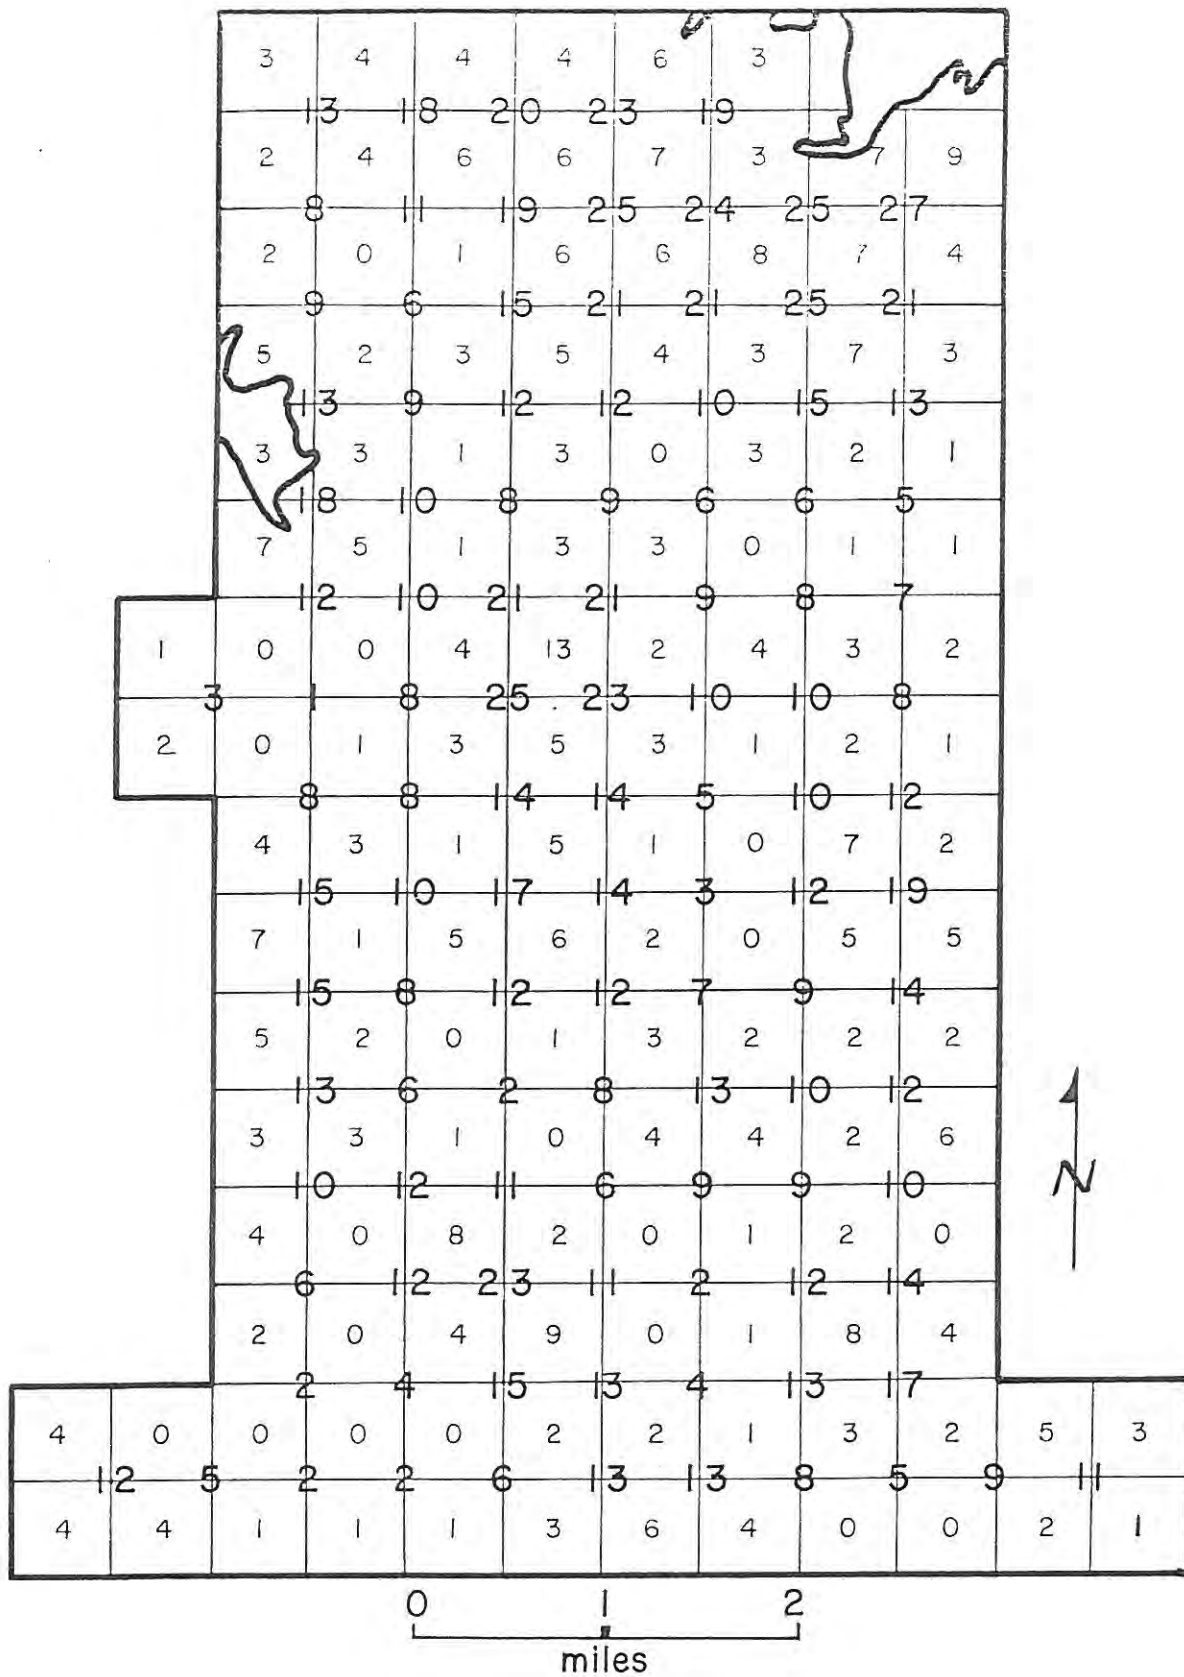 3 4 4 4 6 3
13 18 20 23 19
2 4 6 6 7 3 7 9
8 11 19 25 24 25 27
2 0 1 6 6 8 7 4
9 6 15 21 21 25 21
5 2 3 5 4 3 7 3
13 9 12 12 10 15 13
3 3 1 3 0 3 2 1
18 10 8 9 6 6 5
7 5 1 3 3 0 1 1
12 10 21 21 9 8 7
1 0 0 4 13 2 4 3 2
3 1 8 25 23 10 10 8
2 0 1 3 5 3 1 2 1
8 8 14 14 5 10 12
4 3 1 5 1 0 7 2
15 10 17 14 3 12 19
7 1 5 6 2 0 5 5
15 8 12 12 7 9 14
5 2 0 1 3 2 2 2
13 6 2 8 13 10 12
3 3 1 0 4 4 2 6
10 12 11 6 9 9 10
4 0 8 2 0 1 2 0
6 12 23 11 2 12 14
2 0 4 9 0 1 8 4
2 4 15 13 4 13 17
4 0 0 0 0 2 2 1 3 2 5 3
12 5 2 2 6 13 13 8 5 9 11
4 4 1 1 1 3 6 4 0 0 2 1
N
0 1 2
miles